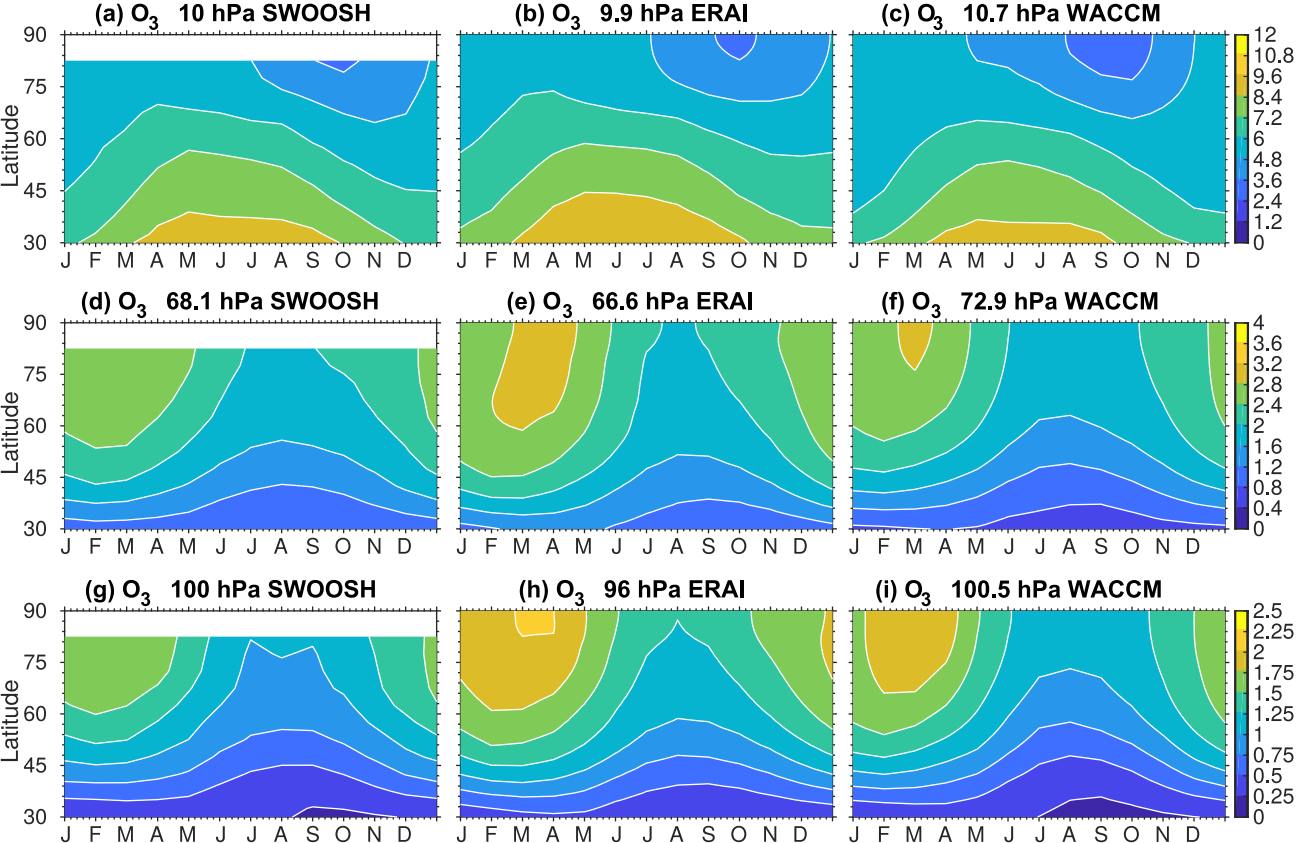 (a) O3 10 hPa SWOOSH
(b) O3 9.9 hPa ERAI
(c) O3 10.7 hPa WACCM
90
75
60
45
30
Latitude
J F M A M J J A S O N D
J F M A M J J A S O N D
J F M A M J J A S O N D
12
10.8
9.6
8.4
7.2
6
4.8
3.6
2.4
1.2
0
(d) O3 68.1 hPa SWOOSH
(e) O3 66.6 hPa ERAI
(f) O3 72.9 hPa WACCM
90
75
60
45
30
Latitude
J F M A M J J A S O N D
J F M A M J J A S O N D
J F M A M J J A S O N D
4
3.6
3.2
2.8
2.4
2
1.6
1.2
0.8
0.4
0
(g) O3 100 hPa SWOOSH
(h) O3 96 hPa ERAI
(i) O3 100.5 hPa WACCM
90
75
60
45
30
Latitude
J F M A M J J A S O N D
J F M A M J J A S O N D
J F M A M J J A S O N D
2.5
2.25
2
1.75
1.5
1.25
1
0.75
0.5
0.25
0